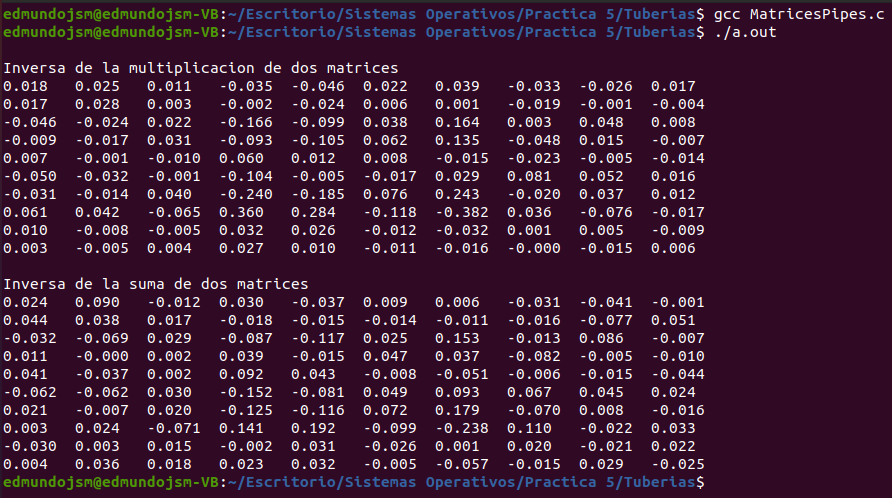 edmundojsm@edmundojsm-VB:~/Escritorio/Sistemas Operativos/Practica 5/Tuberias$ gcc MatricesPipes.c
edmundojsm@edmundojsm-VB:~/Escritorio/Sistemas Operativos/Practica 5/Tuberias$ ./a.out
Inversa de la multiplicacion de dos matrices
0.018 0.025 0.011 -0.035 -0.046 0.022 0.039 -0.033 -0.026 0.017
0.017 0.028 0.003 -0.002 -0.024 0.006 0.001 -0.019 -0.001 -0.004
-0.046 -0.024 0.022 -0.166 -0.099 0.038 0.164 0.003 0.048 0.008
-0.009 -0.017 0.031 -0.093 -0.105 0.062 0.135 -0.048 0.015 -0.007
0.007 -0.001 -0.010 0.060 0.012 0.008 -0.015 -0.023 -0.005 -0.014
-0.050 -0.032 -0.001 -0.104 -0.005 -0.017 0.029 0.081 0.052 0.016
-0.031 -0.014 0.040 -0.240 -0.185 0.076 0.243 -0.020 0.037 0.012
0.061 0.042 -0.065 0.360 0.284 -0.118 -0.382 0.036 -0.076 -0.017
0.010 -0.008 -0.005 0.032 0.026 -0.012 -0.032 0.001 0.005 -0.009
0.003 -0.005 0.004 0.027 0.010 -0.011 -0.016 -0.000 -0.015 0.006
Inversa de la suma de dos matrices
0.024 0.090 -0.012 0.030 -0.037 0.009 0.006 -0.031 -0.041 -0.001
0.044 0.038 0.017 -0.018 -0.015 -0.014 -0.011 -0.016 -0.077 0.051
-0.032 -0.069 0.029 -0.087 -0.117 0.025 0.153 -0.013 0.086 -0.007
0.011 -0.000 0.002 0.039 -0.015 0.047 0.037 -0.082 -0.005 -0.010
0.041 -0.037 0.002 0.092 0.043 -0.008 -0.051 -0.006 -0.015 -0.044
-0.062 -0.062 0.030 -0.152 -0.081 0.049 0.093 0.067 0.045 0.024
0.021 -0.007 0.020 -0.125 -0.116 0.072 0.179 -0.070 0.008 -0.016
0.003 0.024 -0.071 0.141 0.192 -0.099 -0.238 0.110 -0.022 0.033
-0.030 0.003 0.015 -0.002 0.031 -0.026 0.001 0.020 -0.021 0.022
0.004 0.036 0.018 0.023 0.032 -0.005 -0.057 -0.015 0.029 -0.025
edmundojsm@edmundojsm-VB:~/Escritorio/Sistemas Operativos/Practica 5/Tuberias$